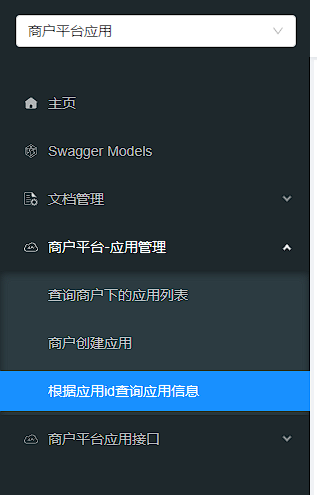 商户平台应用
主页
Swagger Models
文档管理
商户平台-应用管理
查询商户下的应用列表
商户创建应用
根据应用id查询应用信息
商户平台应用接口